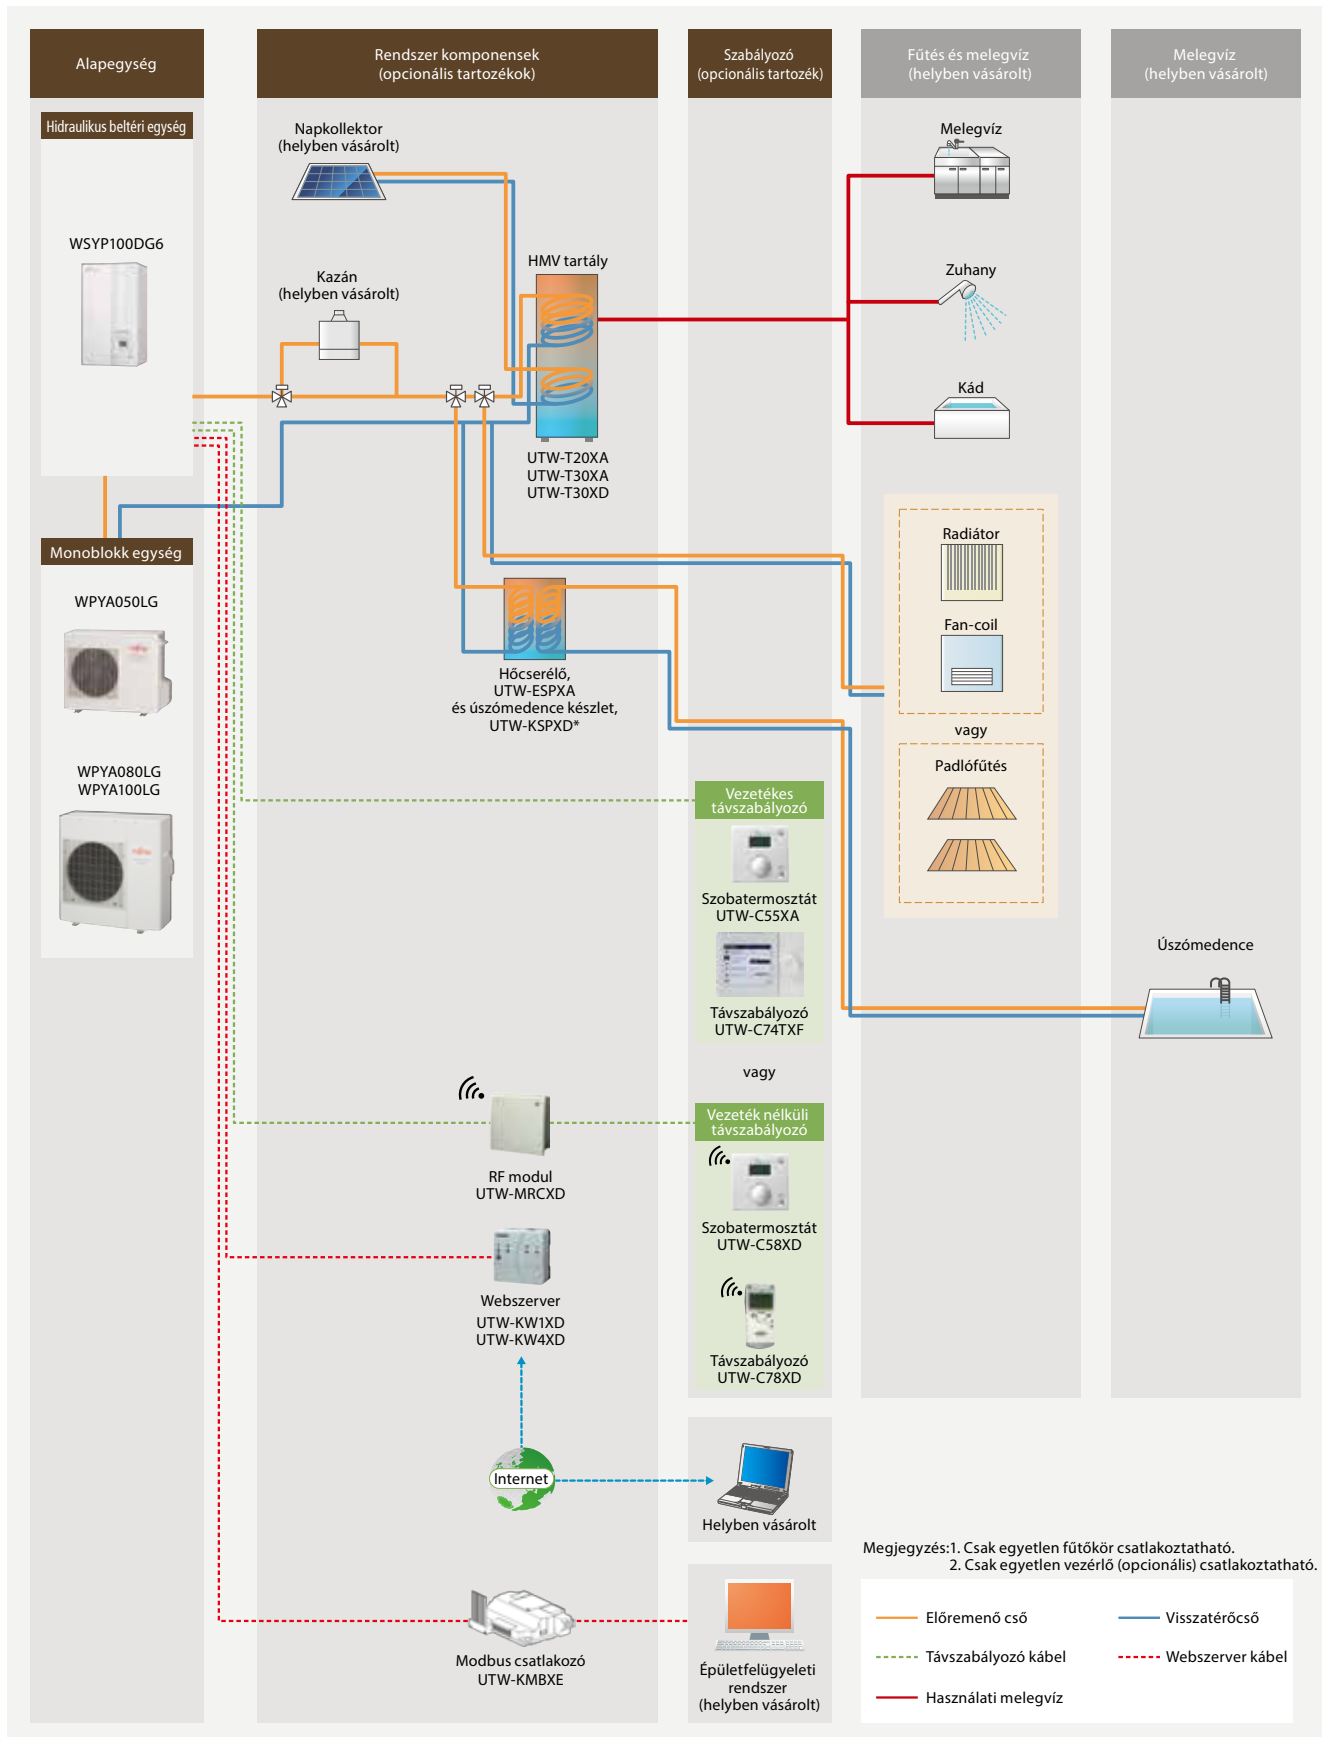 Alapegység
Rendszer komponensek
(opcionális tartozékok)
Szabályozó
(opcionális tartozék)
Fűtés és melegvíz
(helyben vásárolt)
Melegvíz
(helyben vásárolt)
Hidraulikus beltéri egység
WSYP100DG6
Monoblokk egység
WPYA050LG
WPYA080LG
WPYA100LG
Napkollektor
(helyben vásárolt)
Kazán
(helyben vásárolt)
HMV tartály
UTW-T20XA
UTW-T30XA
UTW-T30XD
Hőcserélő,
UTW-ESPXA
és úszómedence készlet,
UTW-KSPXD*
RF modul
UTW-MRCXD
Webszerver
UTW-KW1XD
UTW-KW4XD
Internet
Modbus csatlakozó
UTW-KMBXE
Vezetékes
távszabályozó
Szobatermosztát
UTW-C55XA
Távszabályozó
UTW-C74TXF
vagy
Vezeték nélküli
távszabályozó
Szobatermosztát
UTW-C58XD
Távszabályozó
UTW-C78XD
Helyben vásárolt
Épületfelügyeleti
rendszer
(helyben vásárolt)
Melegvíz
Zuhany
Kád
Radiátor
Fan-coil
vagy
Padlófűtés
Úszómedence
Megjegyzés:1. Csak egyetlen fűtőkör csatlakoztatható.
2. Csak egyetlen vezérlő (opcionális) csatlakoztatható.
Előremenő cső
Visszatérőcső
Távszabályozó kábel
Webszerver kábel
Használati melegvíz